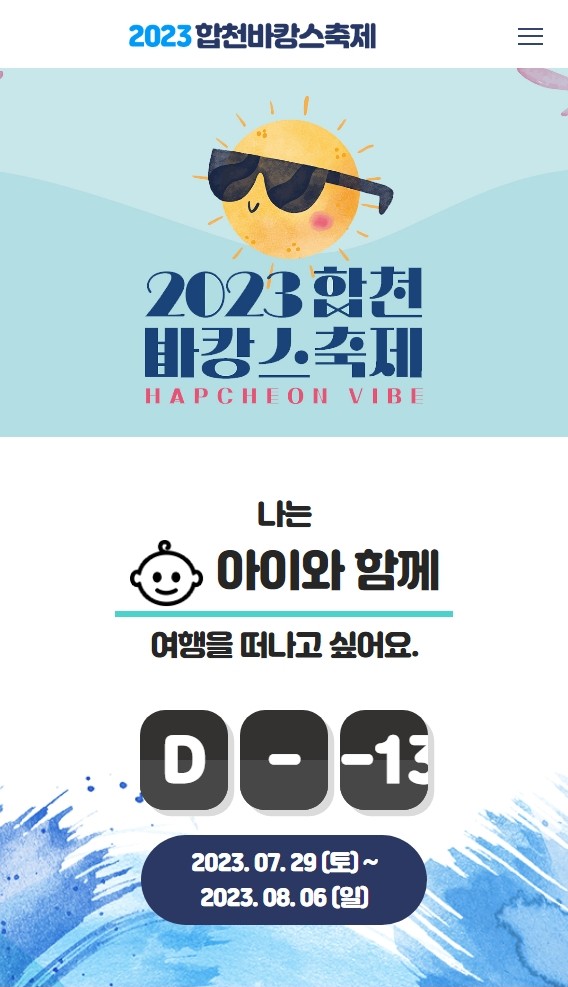 2023 합천바캉스축제
2023 합천
바캉스축제
HAPCHEON VIBE
나는
아이와 함께
여행을 떠나고 싶어요.
D - -13
2023. 07. 29 (토) ~
2023. 08. 06 (일)